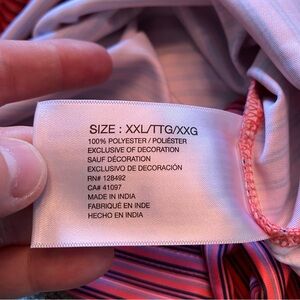 SIZE : XXL/TTG/XXG
100% POLYESTER / POLIÉSTER
EXCLUSIVE OF DECORATION
SAUF DÉCORATION
EXCLUSIVO DE DECORACIÓN
RN# 128492
CA# 41097
MADE IN INDIA
FABRIQUÉ EN INDE
HECHO EN INDIA